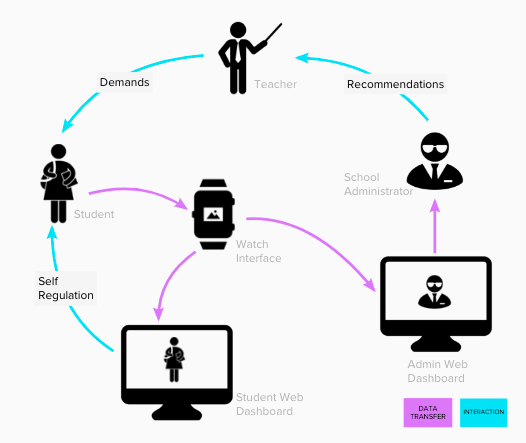 Teacher
Demands
Recommendations
School
Administrator
Student
Watch
Interface
Self
Regulation
Admin Web
Dashboard
Student Web
Dashboard
DATA
TRANSFER
INTERACTION